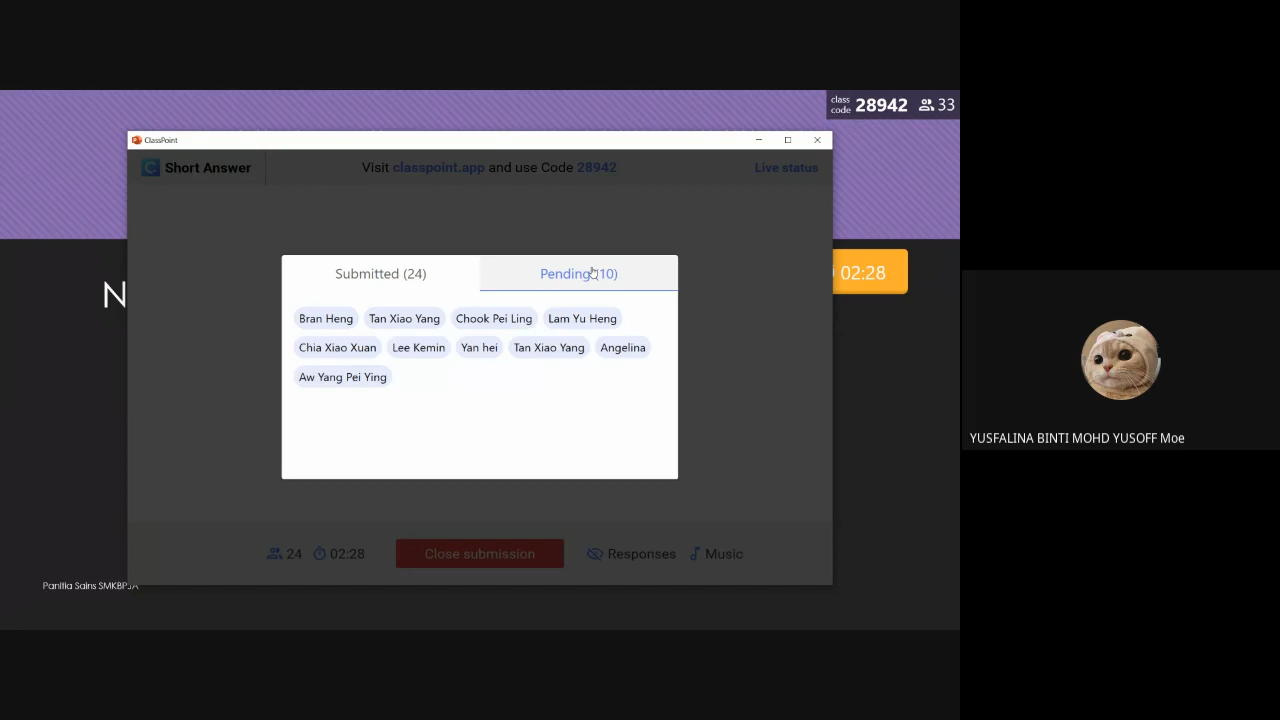 class code 28942 33
ClassPoint
Short Answer
Visit classpoint.app and use Code 28942
Live status
Submitted (24)
Pending (10)
02:28
N
Bran Heng Tan Xiao Yang Chook Pei Ling Lam Yu Heng
Chia Xiao Xuan Lee Kemin Yan hei Tan Xiao Yang Angelina
Aw Yang Pei Ying
YUSFALINA BINTI MOHD YUSOFF Moe
24 02:28 Close submission Responses Music
Panitia Sains SMKBPJA